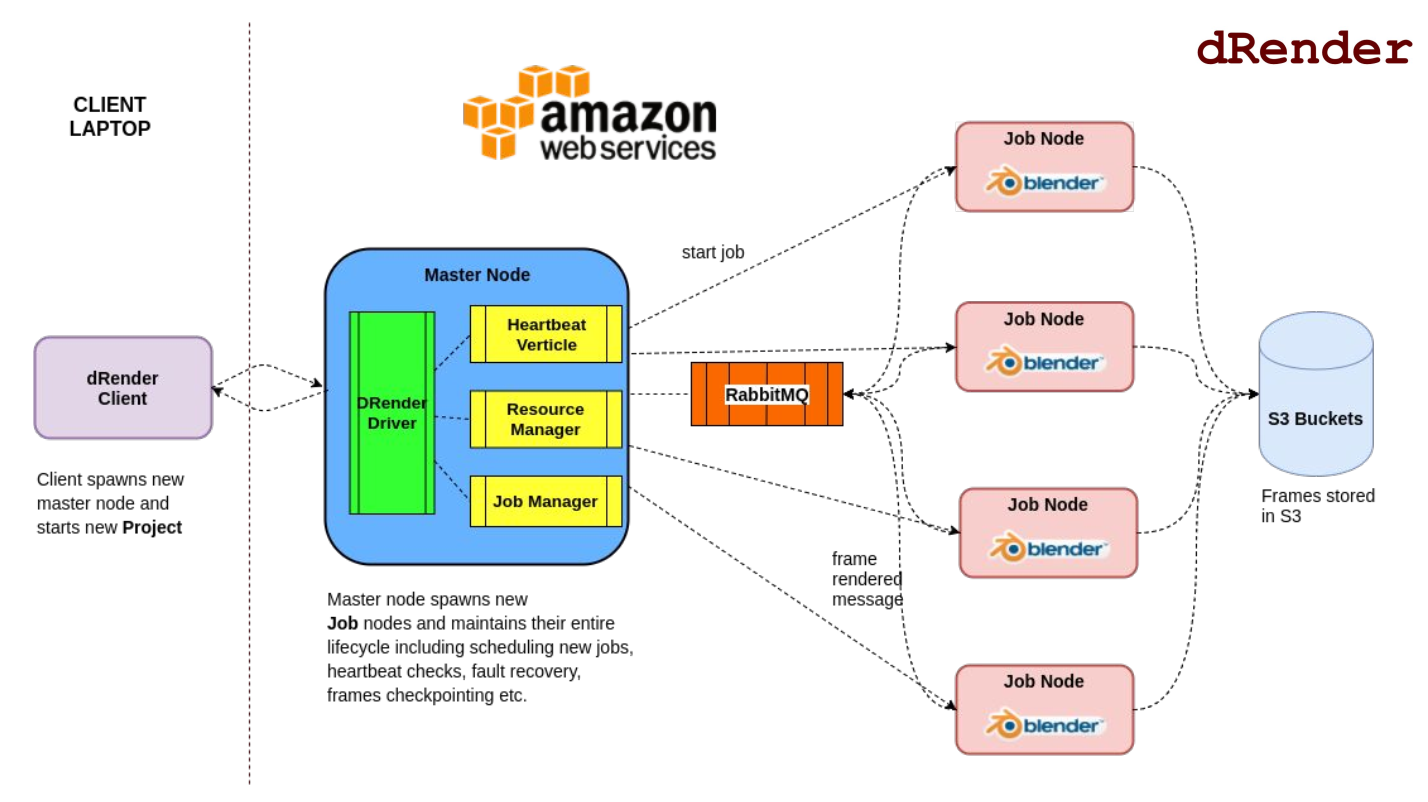 dRender
CLIENT
LAPTOP
amazon
web services
Job Node
blender
start job
Master Node
Heartbeat
Verticle
Job Node
blender
dRender
Client
DRender
Driver
Resource
Manager
RabbitMQ
S3 Buckets
Job Manager
Client spawns new
master node and
starts new Project
Frames stored
in S3
Job Node
blender
frame
rendered
message
Master node spawns new
Job nodes and maintains their entire
lifecycle including scheduling new jobs,
heartbeat checks, fault recovery,
frames checkpointing etc.
Job Node
blender